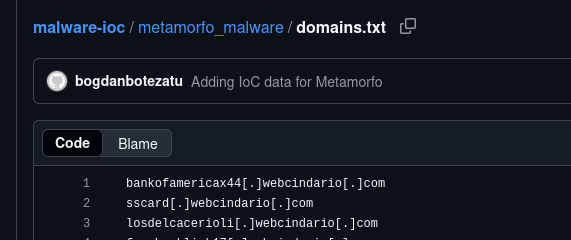 malware-ioc / metamorfo_malware / domains.txt
bogdanbotezatu Adding IoC data for Metamorfo
Code Blame
1 bankofamericax44[.]webcindario[.]com
2 sscard[.]webcindario[.]com
3 losdelcacerioli[.]webcindario[.]com